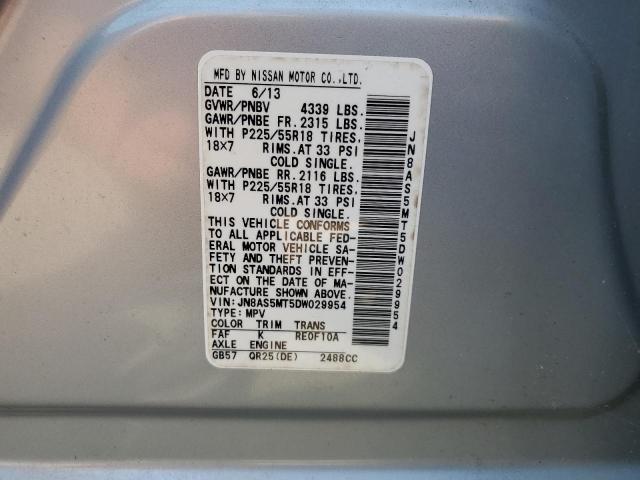 MFD BY NISSAN MOTOR CO.,LTD.
DATE 6/13
GVWR/PNBV 4339 LBS.
GAWR/PNBE FR. 2315 LBS.
WITH P225/55R18 TIRES,
18X7 RIMS.AT 33 PSI
COLD SINGLE.
GAWR/PNBE RR. 2116 LBS.
WITH P225/55R18 TIRES,
18X7 RIMS.AT 33 PSI
COLD SINGLE.
THIS VEHICLE CONFORMS
TO ALL APPLICABLE FED-
ERAL MOTOR VEHICLE SA-
FETY AND THEFT PREVEN-
TION STANDARDS IN EFF-
ECT ON THE DATE OF MA-
NUFACTURE SHOWN ABOVE.
VIN: JN8AS5MT5DW029954
TYPE: MPV
COLOR TRIM TRANS
FAF K RE0F10A
AXLE ENGINE
GB57 QR25(DE) 2488CC
JN8AS5MT5DW029954